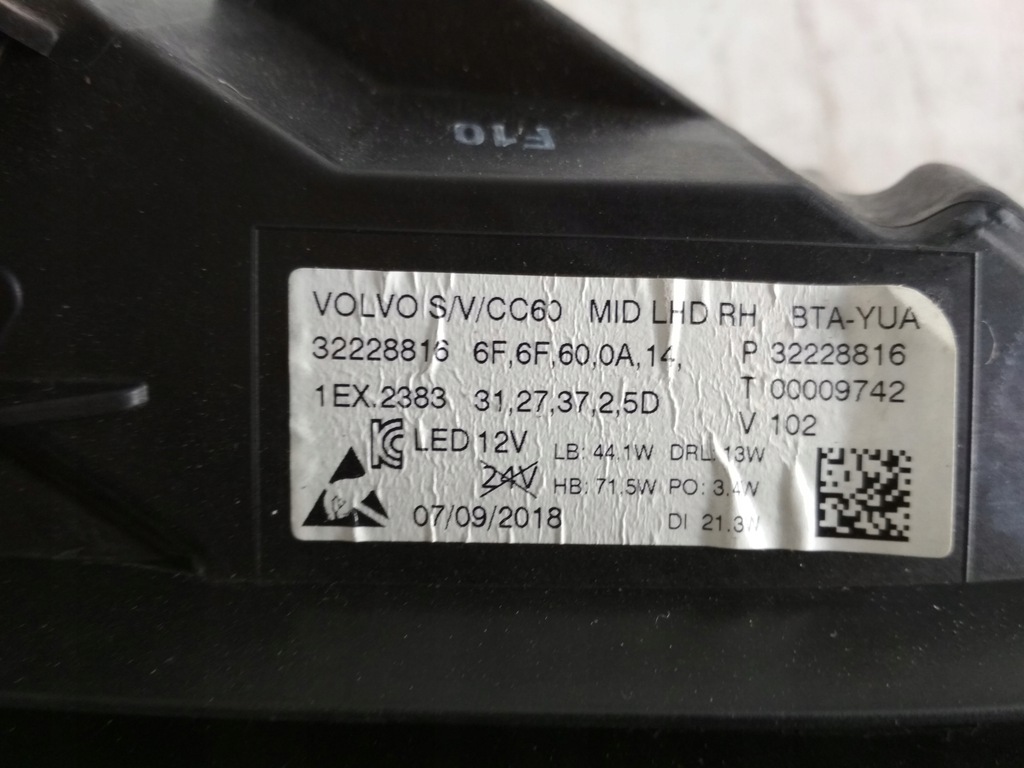 F10
VOLVO S/V/CC60 MID LHD RH BTA-YUA
32228816 6F,6F,60,0A,14, P 32228816
1EX.2383 31,27,37,2,5D T 00009742
V 102
LED 12V LB: 44.1W DRL: 13W
24V HB: 71.5W PO: 3.4W
07/09/2018 DI 21.3W